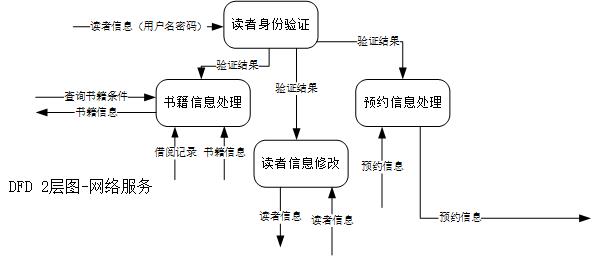 读者信息（用户名密码）
读者身份验证
验证结果
验证结果
验证结果
查询书籍条件
书籍信息
书籍信息处理
预约信息处理
借阅记录
书籍信息
读者信息修改
预约信息
DFD 2层图-网络服务
读者信息
读者信息
预约信息